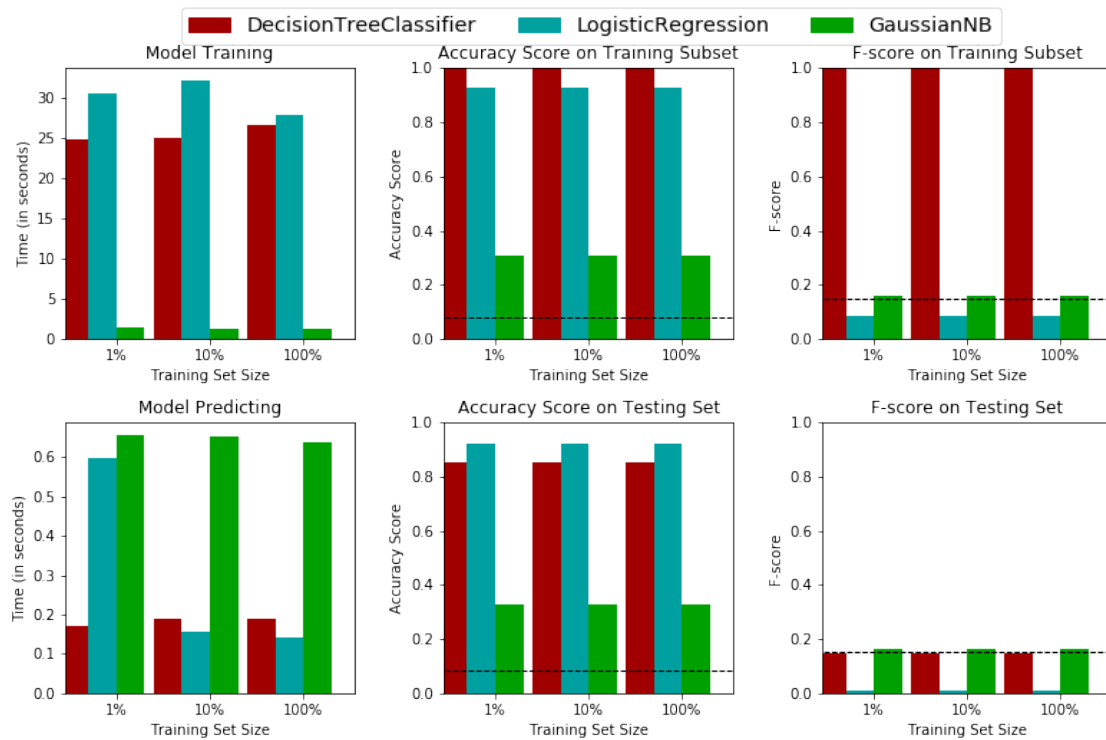 DecisionTreeClassifier LogisticRegression GaussianNB
Model Training
Accuracy Score on Training Subset
F-score on Training Subset
Time (in seconds)
30
25
20
15
10
5
0
1% 10% 100%
Training Set Size
Accuracy Score
1.0
0.8
0.6
0.4
0.2
0.0
1% 10% 100%
Training Set Size
F-score
1.0
0.8
0.6
0.4
0.2
0.0
1% 10% 100%
Training Set Size
Model Predicting
Accuracy Score on Testing Set
F-score on Testing Set
Time (in seconds)
0.6
0.5
0.4
0.3
0.2
0.1
0.0
1% 10% 100%
Training Set Size
Accuracy Score
1.0
0.8
0.6
0.4
0.2
0.0
1% 10% 100%
Training Set Size
F-score
1.0
0.8
0.6
0.4
0.2
0.0
1% 10% 100%
Training Set Size